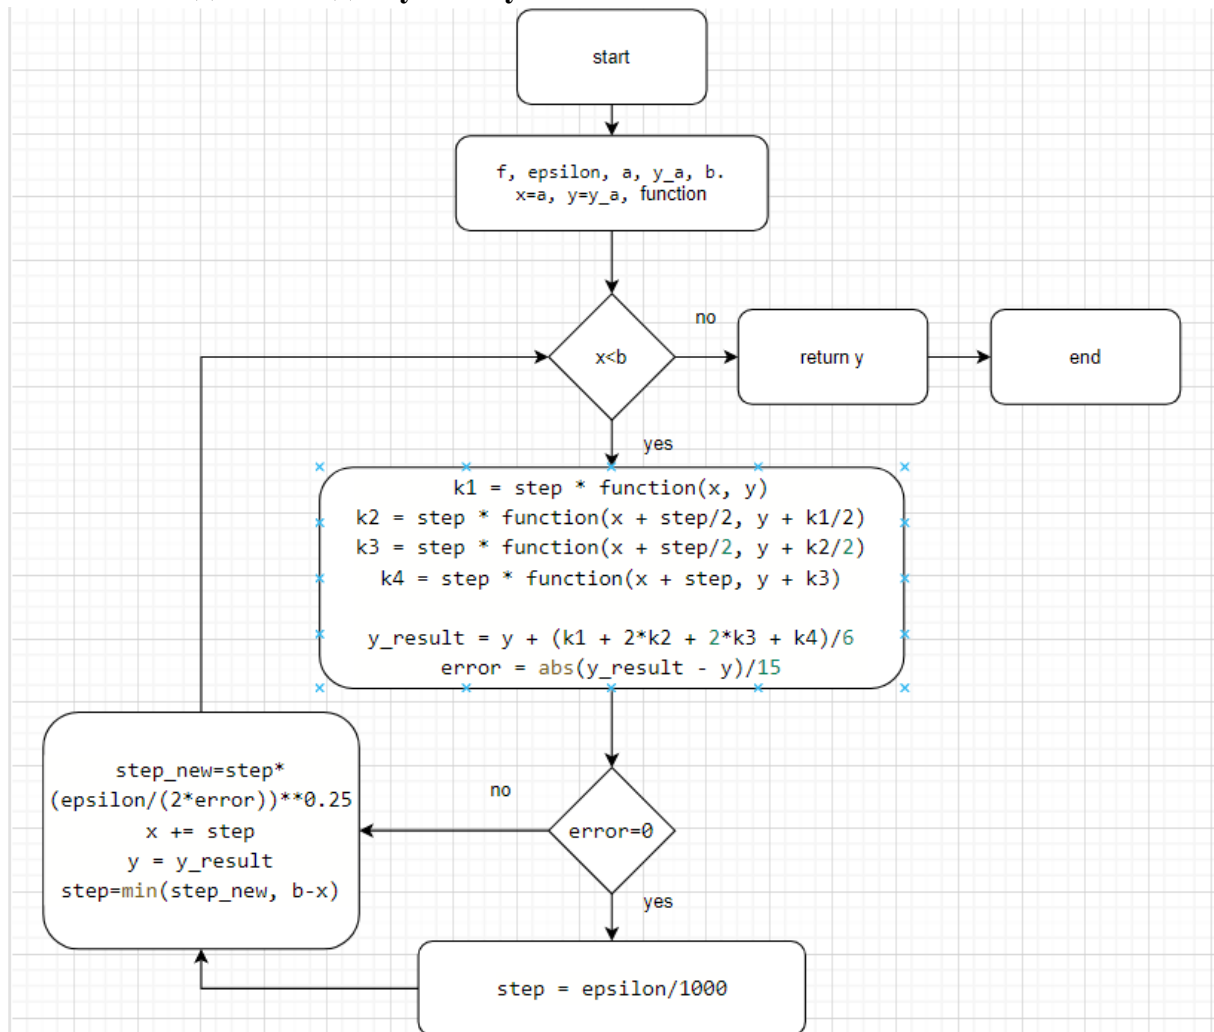 start
f, epsilon, a, y_a, b.
x=a, y=y_a, function
x<b
no
return y
end
yes
k1 = step * function(x, y)
k2 = step * function(x + step/2, y + k1/2)
k3 = step * function(x + step/2, y + k2/2)
k4 = step * function(x + step, y + k3)
y_result = y + (k1 + 2*k2 + 2*k3 + k4)/6
error = abs(y_result - y)/15
error=0
no
step_new=step*
(epsilon/(2*error))**0.25
x += step
y = y_result
step=min(step_new, b-x)
yes
step = epsilon/1000